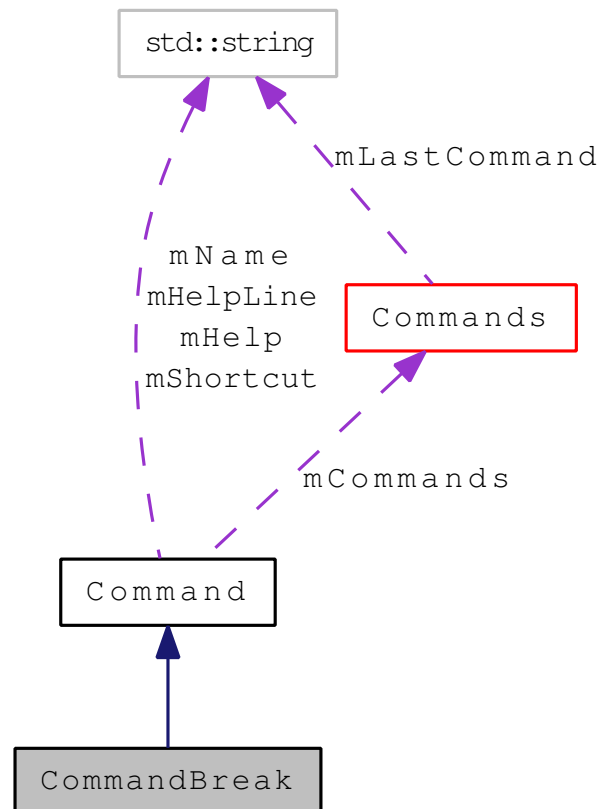 std::string
mLastCommand
mName
mHelpLine
mHelp
mShortcut
Commands
mCommands
Command
CommandBreak